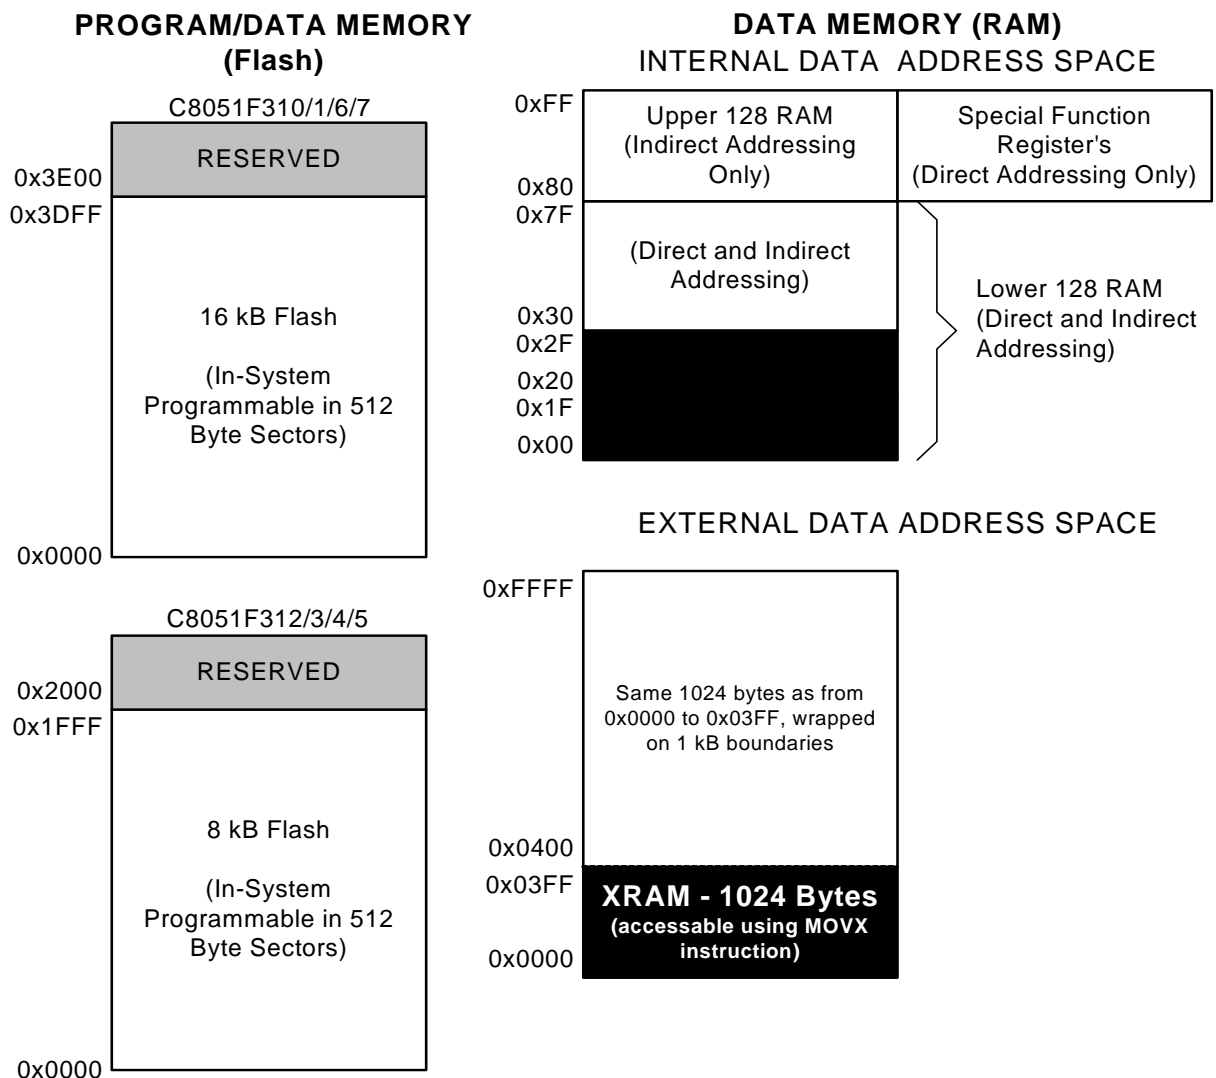 PROGRAM/DATA MEMORY
(Flash)
C8051F310/1/6/7
RESERVED
0x3E00
0x3DFF
16 kB Flash
(In-System
Programmable in 512
Byte Sectors)
0x0000
C8051F312/3/4/5
RESERVED
0x2000
0x1FFF
8 kB Flash
(In-System
Programmable in 512
Byte Sectors)
0x0000
DATA MEMORY (RAM)
INTERNAL DATA ADDRESS SPACE
0xFF
Upper 128 RAM
(Indirect Addressing
Only)
Special Function
Register's
(Direct Addressing Only)
0x80
0x7F
(Direct and Indirect
Addressing)
0x30
0x2F
0x20
0x1F
0x00
Lower 128 RAM
(Direct and Indirect
Addressing)
EXTERNAL DATA ADDRESS SPACE
0xFFFF
Same 1024 bytes as from
0x0000 to 0x03FF, wrapped
on 1 kB boundaries
0x0400
0x03FF
XRAM - 1024 Bytes
(accessable using MOVX
instruction)
0x0000